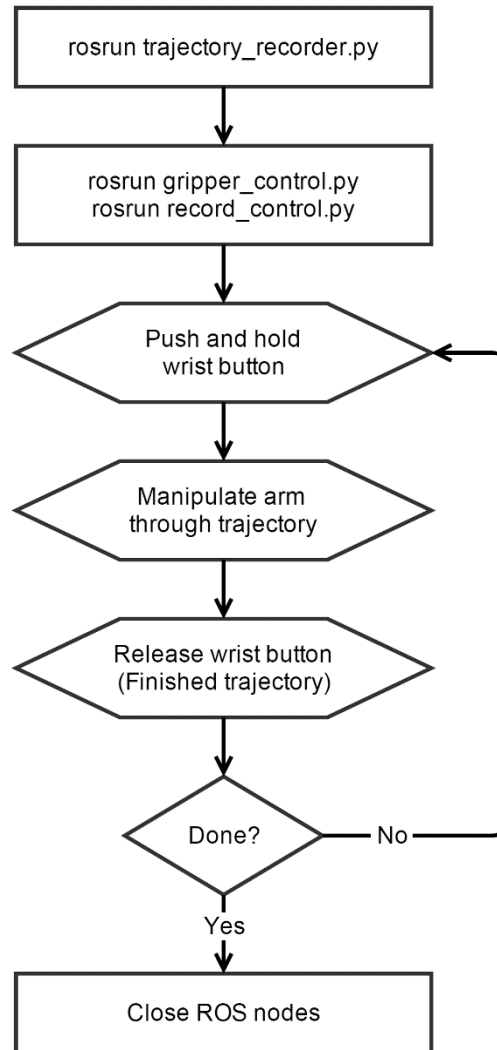 rosrun trajectory_recorder.py
rosrun gripper_control.py
rosrun record_control.py
Push and hold
wrist button
Manipulate arm
through trajectory
Release wrist button
(Finished trajectory)
Done?
No
Yes
Close ROS nodes